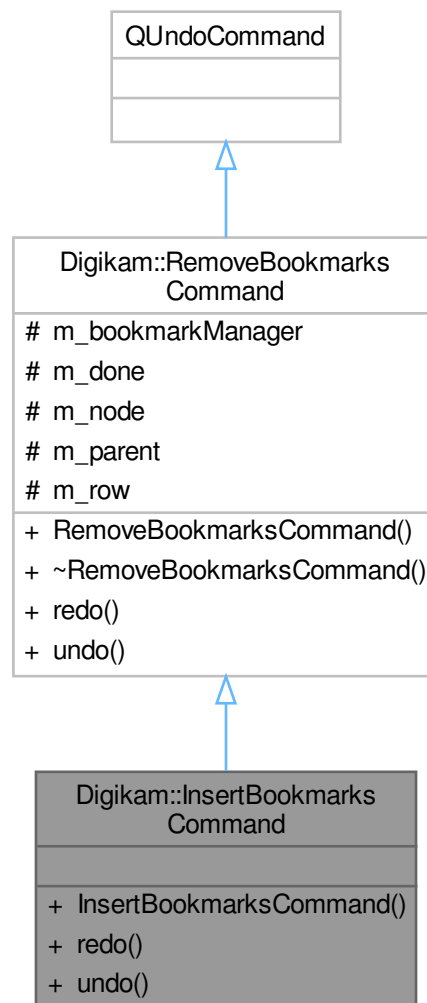 QUndoCommand
Digikam::RemoveBookmarks
Command
# m_bookmarkManager
# m_done
# m_node
# m_parent
# m_row
+ RemoveBookmarksCommand()
+ ~RemoveBookmarksCommand()
+ redo()
+ undo()
Digikam::InsertBookmarks
Command
+ InsertBookmarksCommand()
+ redo()
+ undo()